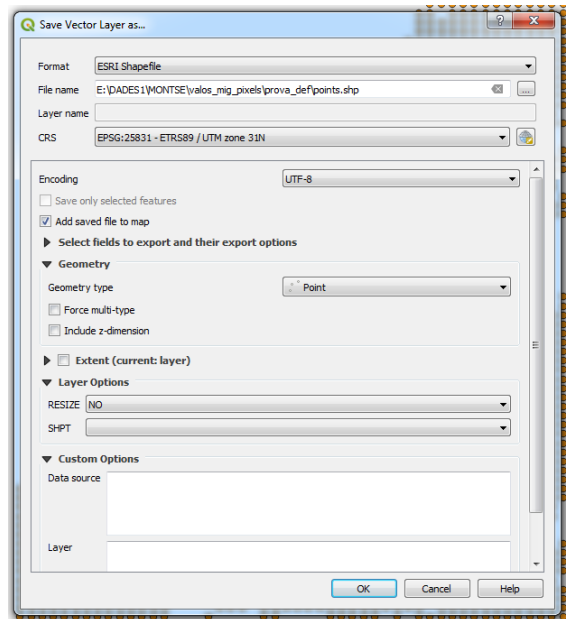 Save Vector Layer as...
Format ESRI Shapefile
File name E:\DADES1\MONTSE\valos_mig_pixels\prova_def\points.shp ...
Layer name
CRS EPSG:25831 - ETRS89 / UTM zone 31N
Encoding UTF-8
Save only selected features
Add saved file to map
Select fields to export and their export options
Geometry
Geometry type Point
Force multi-type
Include z-dimension
Extent (current: layer)
Layer Options
RESIZE NO
SHPT
Custom Options
Data source
Layer
OK Cancel Help